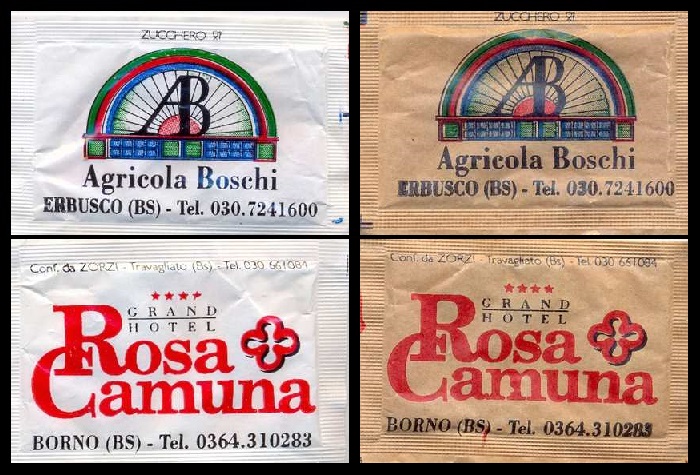 ZUCCHERO
AB
Agricola Boschi
ERBUSCO (BS) - Tel. 030.7241600
ZUCCHERO
AB
Agricola Boschi
ERBUSCO (BS) - Tel. 030.7241600
Conf. da ZORZI - Travagliato (Bs) - Tel. 030 661084
GRAND
HOTEL
Rosa
Camuna
BORNO (BS) - Tel. 0364.310283
Conf. da ZORZI - Travagliato (Bs) - Tel. 030 661084
GRAND
HOTEL
Rosa
Camuna
BORNO (BS) - Tel. 0364.310283